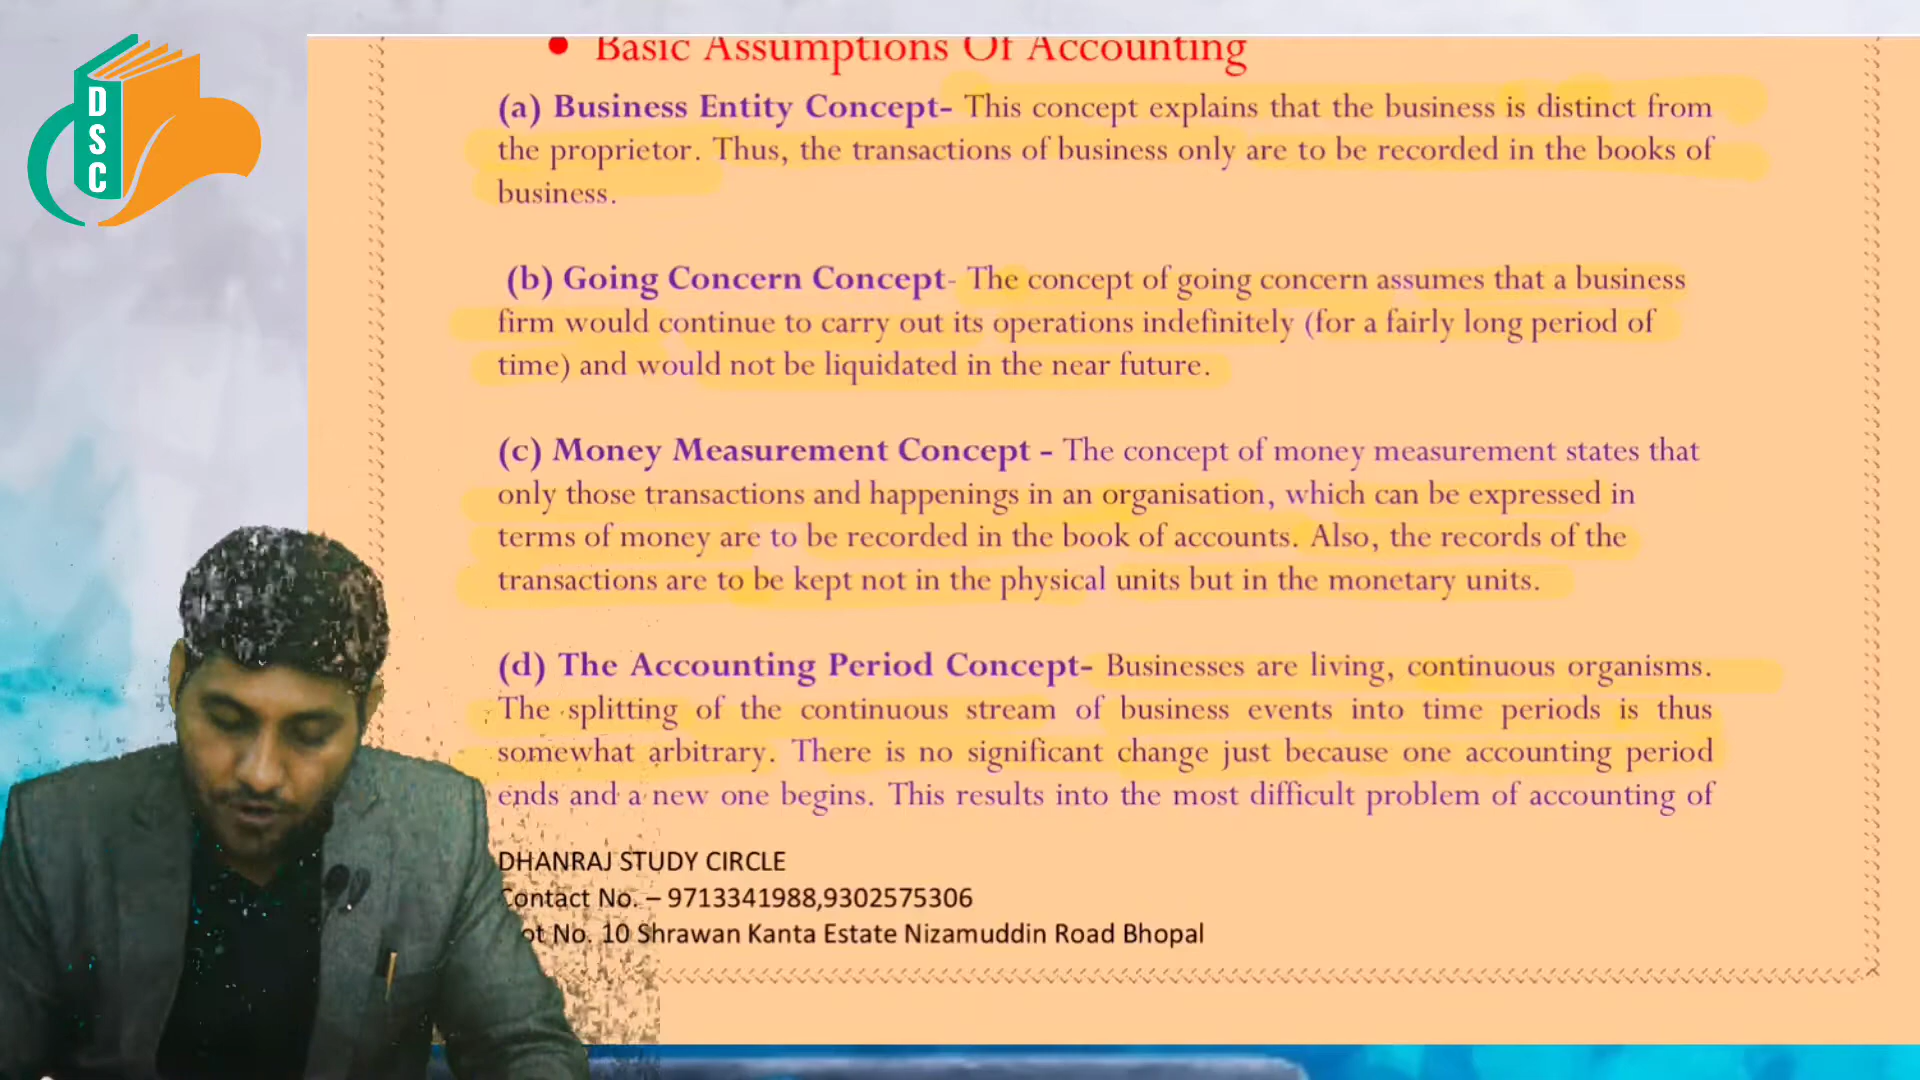 DSC
• Basic Assumptions Of Accounting
(a) Business Entity Concept- This concept explains that the business is distinct from
the proprietor. Thus, the transactions of business only are to be recorded in the books of
business.
(b) Going Concern Concept- The concept of going concern assumes that a business
firm would continue to carry out its operations indefinitely (for a fairly long period of
time) and would not be liquidated in the near future.
(c) Money Measurement Concept - The concept of money measurement states that
only those transactions and happenings in an organisation, which can be expressed in
terms of money are to be recorded in the book of accounts. Also, the records of the
transactions are to be kept not in the physical units but in the monetary units.
(d) The Accounting Period Concept- Businesses are living, continuous organisms.
The splitting of the continuous stream of business events into time periods is thus
somewhat arbitrary. There is no significant change just because one accounting period
ends and a new one begins. This results into the most difficult problem of accounting of
DHANRAJ STUDY CIRCLE
Contact No. – 9713341988,9302575306
No. 10 Shrawan Kanta Estate Nizamuddin Road Bhopal